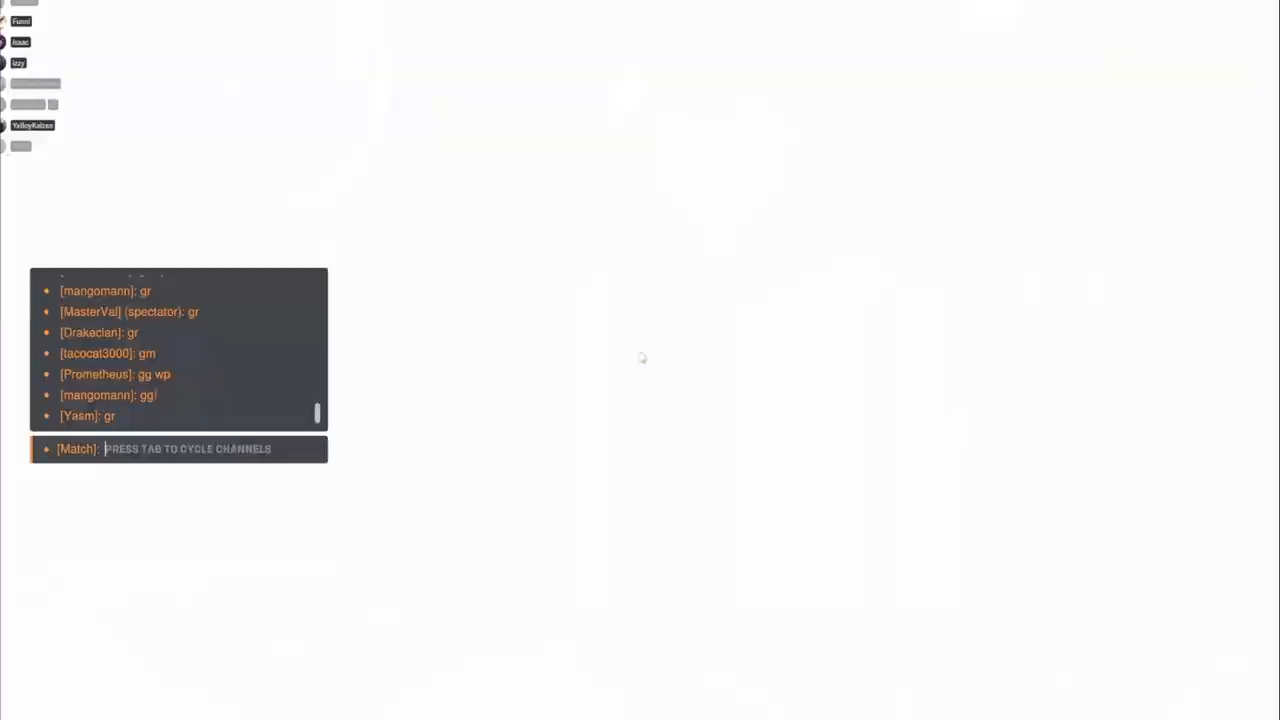 Funnl
Isaac
Izzy
YaBoyKaizen
[mangomann]: gr
[MasterVal] (spectator): gr
[Drakecian]: gr
[tacocat3000]: gm
[Prometheus]: gg wp
[mangomann]: gg!
[Yasm]: gr
[Match]: PRESS TAB TO CYCLE CHANNELS